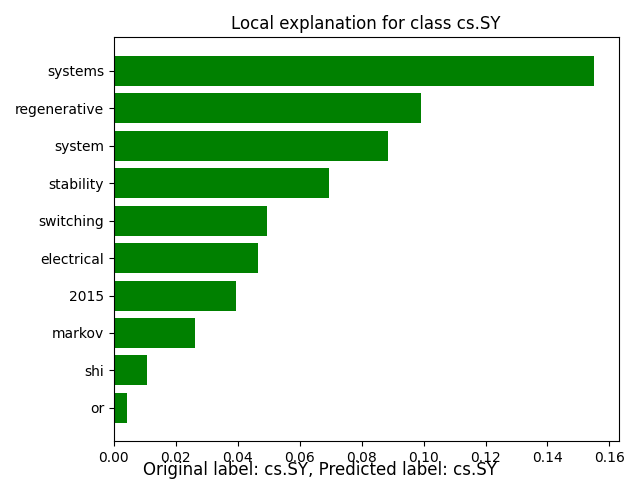 Local explanation for class cs.SY
systems
regenerative
system
stability
switching
electrical
2015
markov
shi
or
0.00 0.02 0.04 0.06 0.08 0.10 0.12 0.14 0.16
Original label: cs.SY, Predicted label: cs.SY